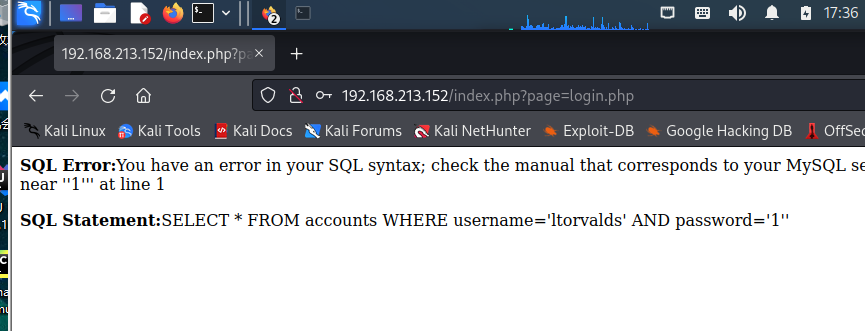 2
17:36
192.168.213.152/index.php?pa
192.168.213.152/index.php?page=login.php
Kali Linux Kali Tools Kali Docs Kali Forums Kali NetHunter Exploit-DB Google Hacking DB OffSec
SQL Error:You have an error in your SQL syntax; check the manual that corresponds to your MySQL se
near ''1''' at line 1
SQL Statement:SELECT * FROM accounts WHERE username='ltorvalds' AND password='1''